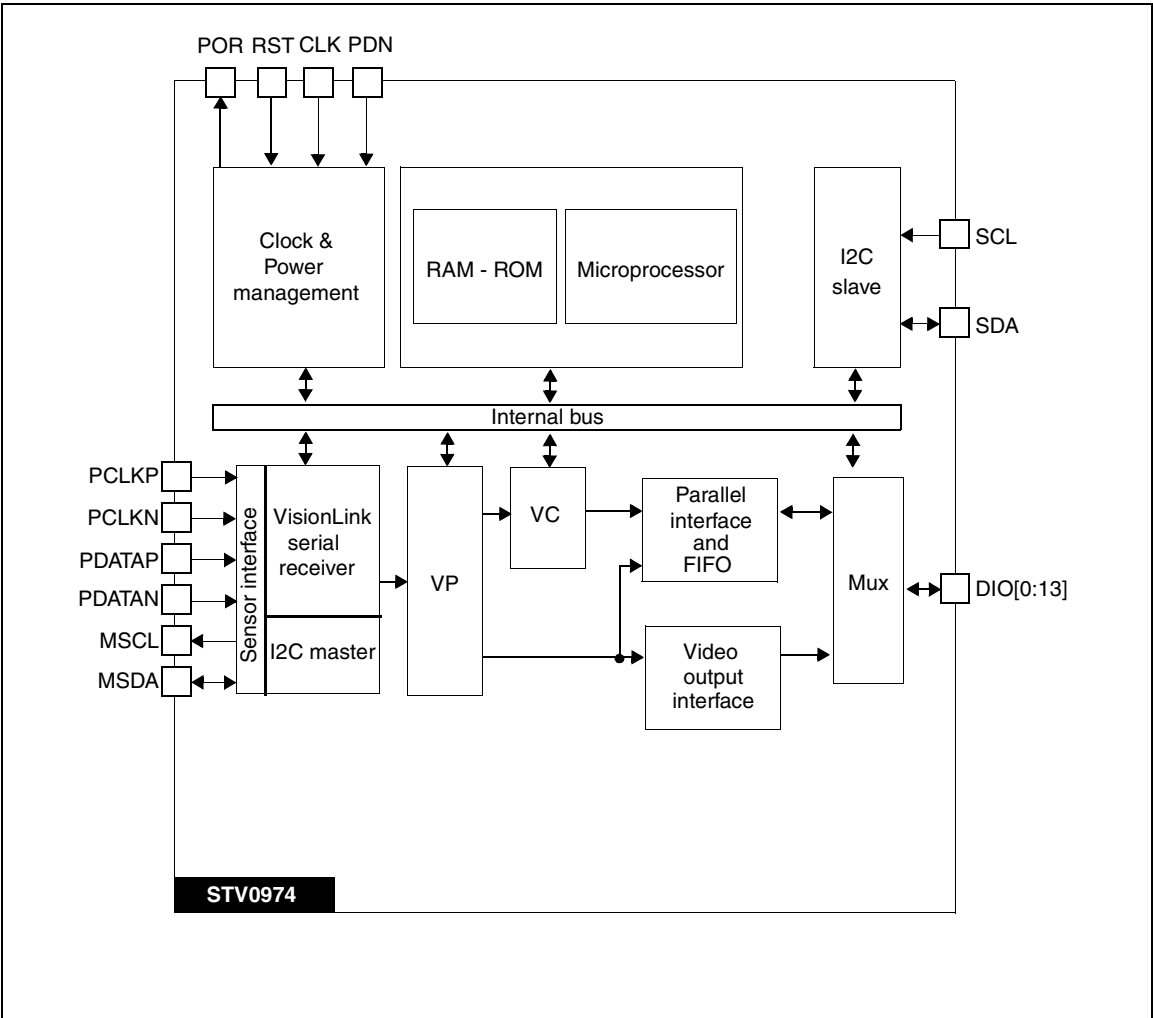 POR RST CLK PDN
Clock &
Power
management
RAM - ROM
Microprocessor
I2C
slave
SCL
SDA
Internal bus
PCLKP
PCLKN
PDATAP
PDATAN
MSCL
MSDA
Sensor interface
VisionLink
serial
receiver
I2C master
VP
VC
Parallel
interface
and
FIFO
Video
output
interface
Mux
DIO[0:13]
STV0974